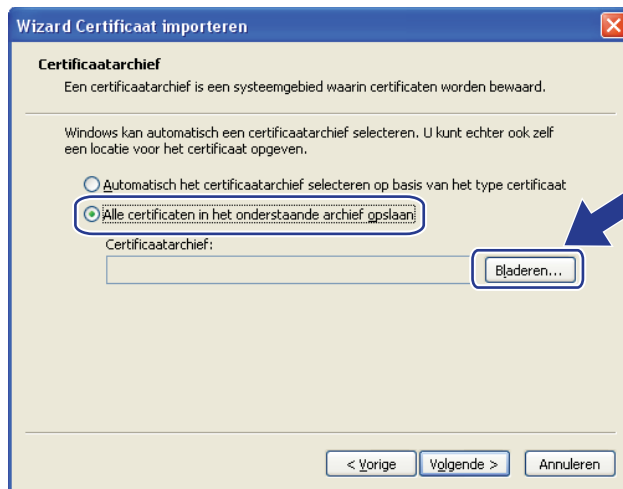 Wizard Certificaat importeren
Certificaatarchief
Een certificaatarchief is een systeemgebied waarin certificaten worden bewaard.
Windows kan automatisch een certificaatarchief selecteren. U kunt echter ook zelf
een locatie voor het certificaat opgeven.
Automatisch het certificaatarchief selecteren op basis van het type certificaat
Alle certificaten in het onderstaande archief opslaan
Certificaatarchief:
Bladeren...
< Vorige
Volgende >
Annuleren